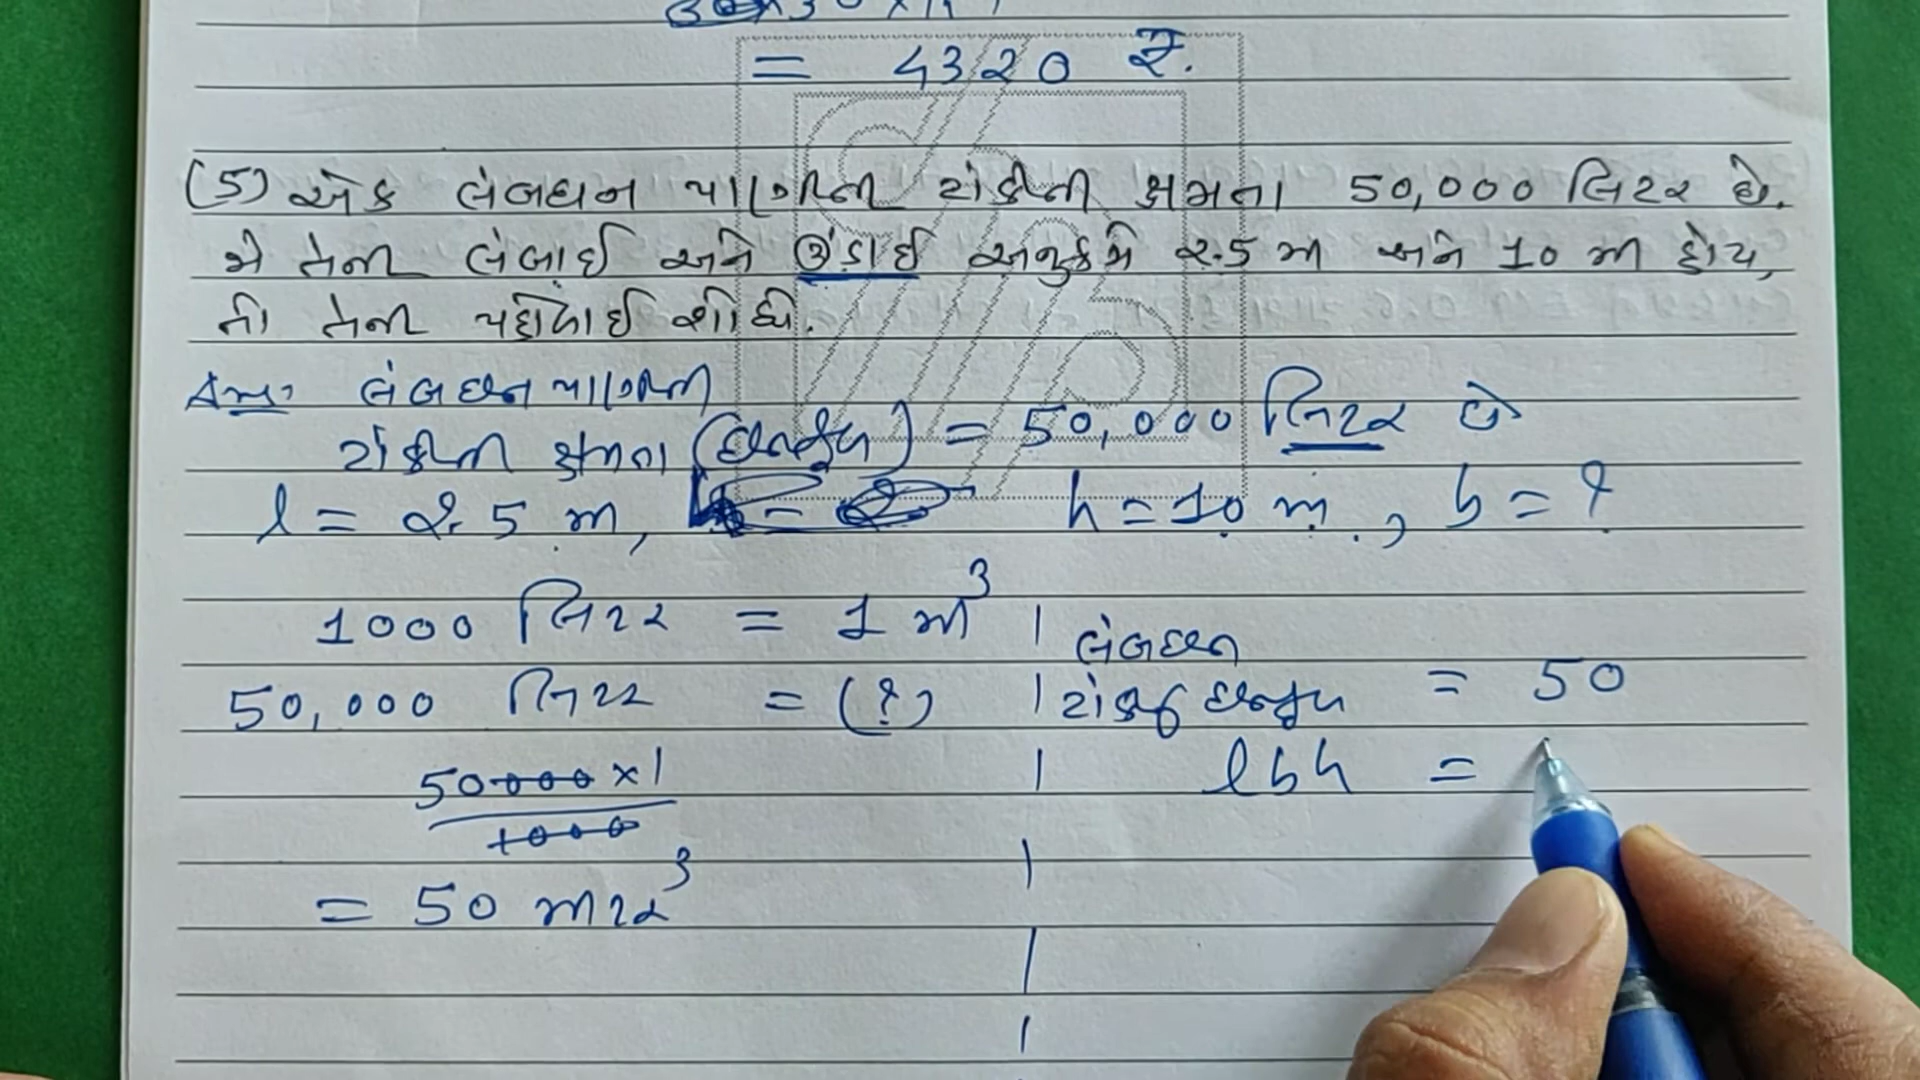 = 4320 રૂ.
(5) એક લંબઘન પાણીની ટાંકીની ક્ષમતા 50,000 લિટર છે.
જો તેની લંબાઈ અને ઊંડાઈ અનુક્રમે 2.5 મી અને 10 મી હોય,
તો તેની પહોળાઈ શોધો.
Ans: લંબઘન પાણીની
ટાંકીની ક્ષમતા (ઘનફળ) = 50,000 લિટર છે
l = 2.5 મી, h = 10 મી, b = ?
1000 લિટર = 1 મી³
50,000 લિટર = (?)
50000 × 1
1000
= 50 મીટર³
લંબઘન
ટાંકીનું ઘનફળ = 50
lbh =